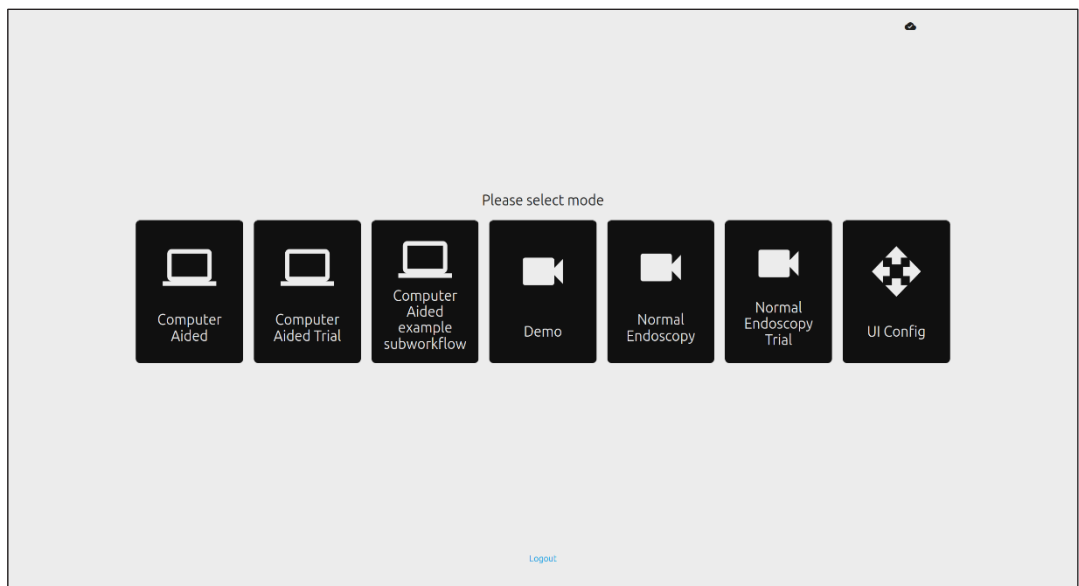 Please select mode
Computer
Aided
Computer
Aided Trial
Computer
Aided
example
subworkflow
Demo
Normal
Endoscopy
Normal
Endoscopy
Trial
UI Config
Logout